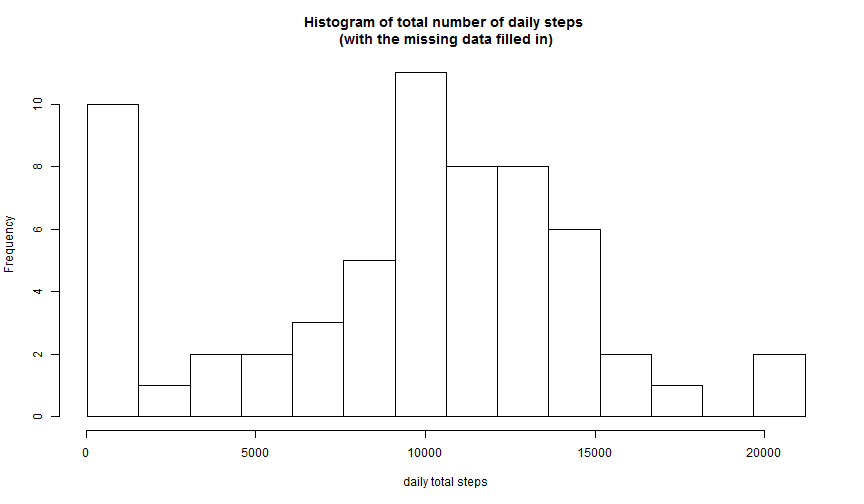 Histogram of total number of daily steps
(with the missing data filled in)
Frequency
10
8
6
4
2
0
0 5000 10000 15000 20000
daily total steps